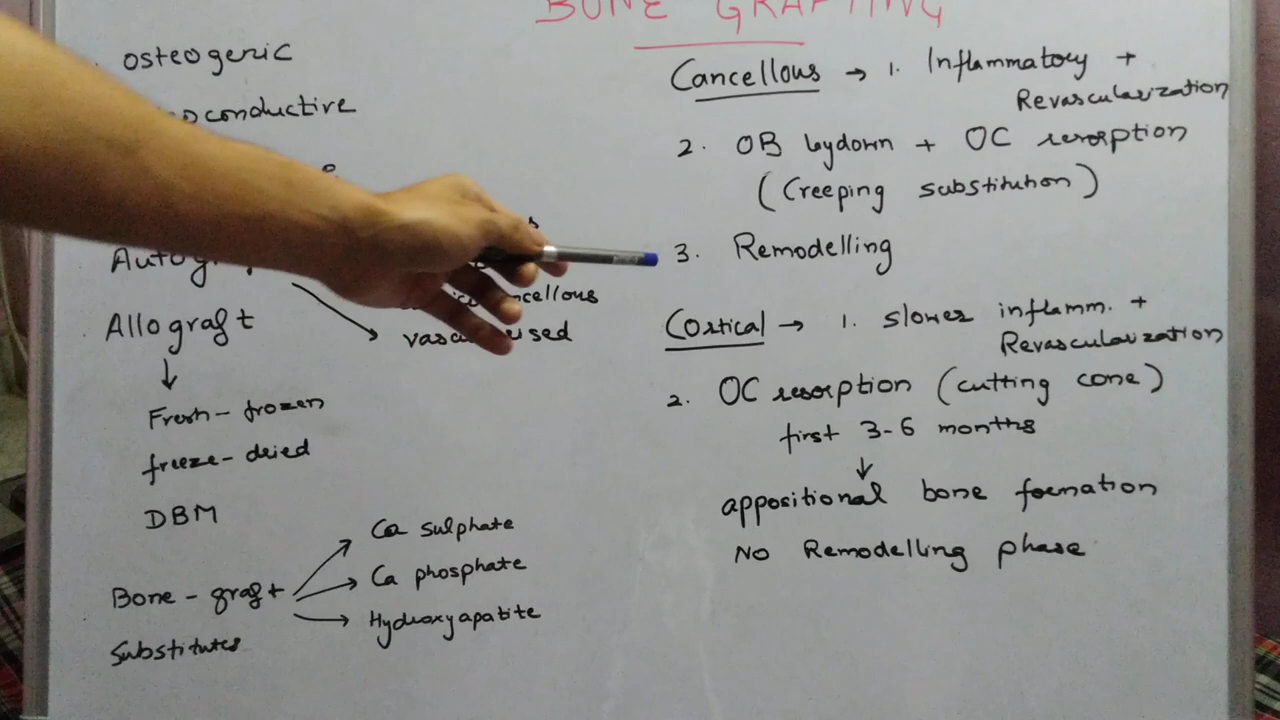 BONE GRAFTING
osteogenic
conductive
Allograft
Fresh-frozen
freeze-dried
DBM
Bone-graft
Substitutes
Ca sulphate
Ca phosphate
Hydroxyapatite
Cancellous → 1. Inflammatory +
Revascularization
2. OB laydown + OC resorption
(Creeping substitution)
3. Remodelling
Cortical → 1. slower inflamm. +
Revascularization
2. OC resorption (cutting cone)
first 3-6 months
appositional bone formation
No Remodelling phase